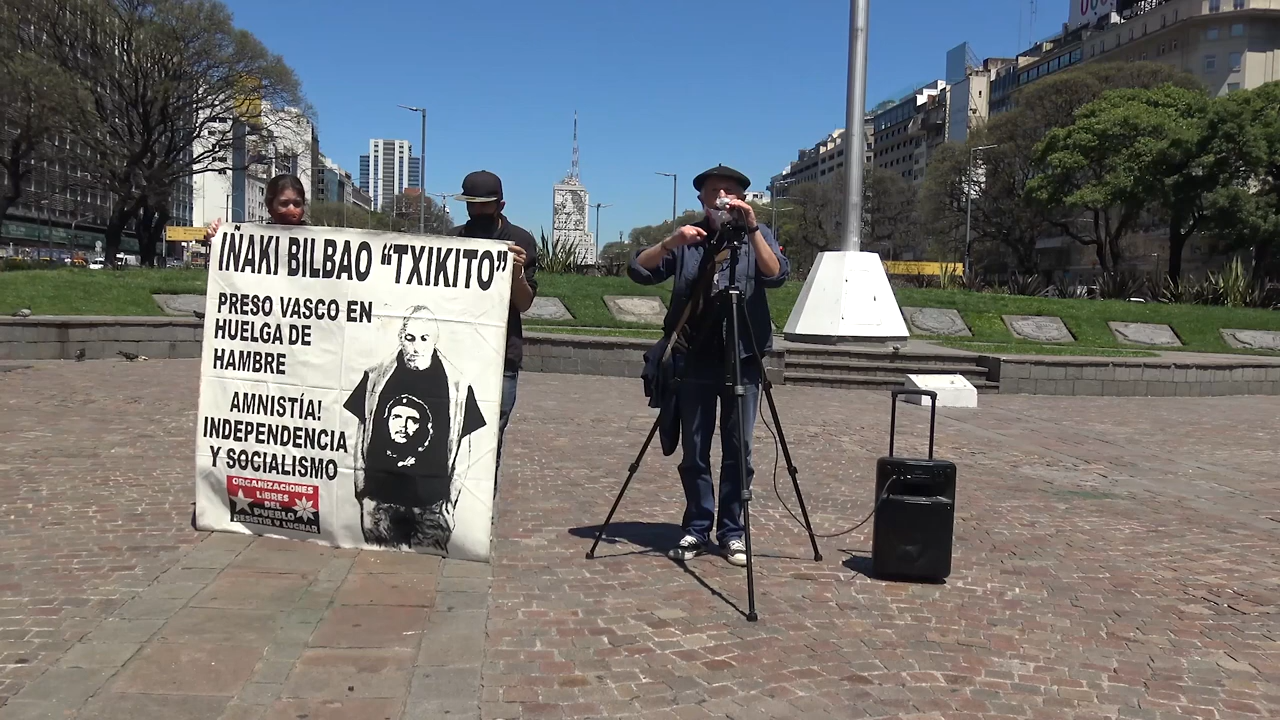 IÑAKI BILBAO “TXIKITO”
PRESO VASCO EN
HUELGA DE
HAMBRE
AMNISTÍA!
INDEPENDENCIA
Y SOCIALISMO
ORGANIZACIONES
LIBRES
DEL
PUEBLO
RESISTIR Y LUCHAR